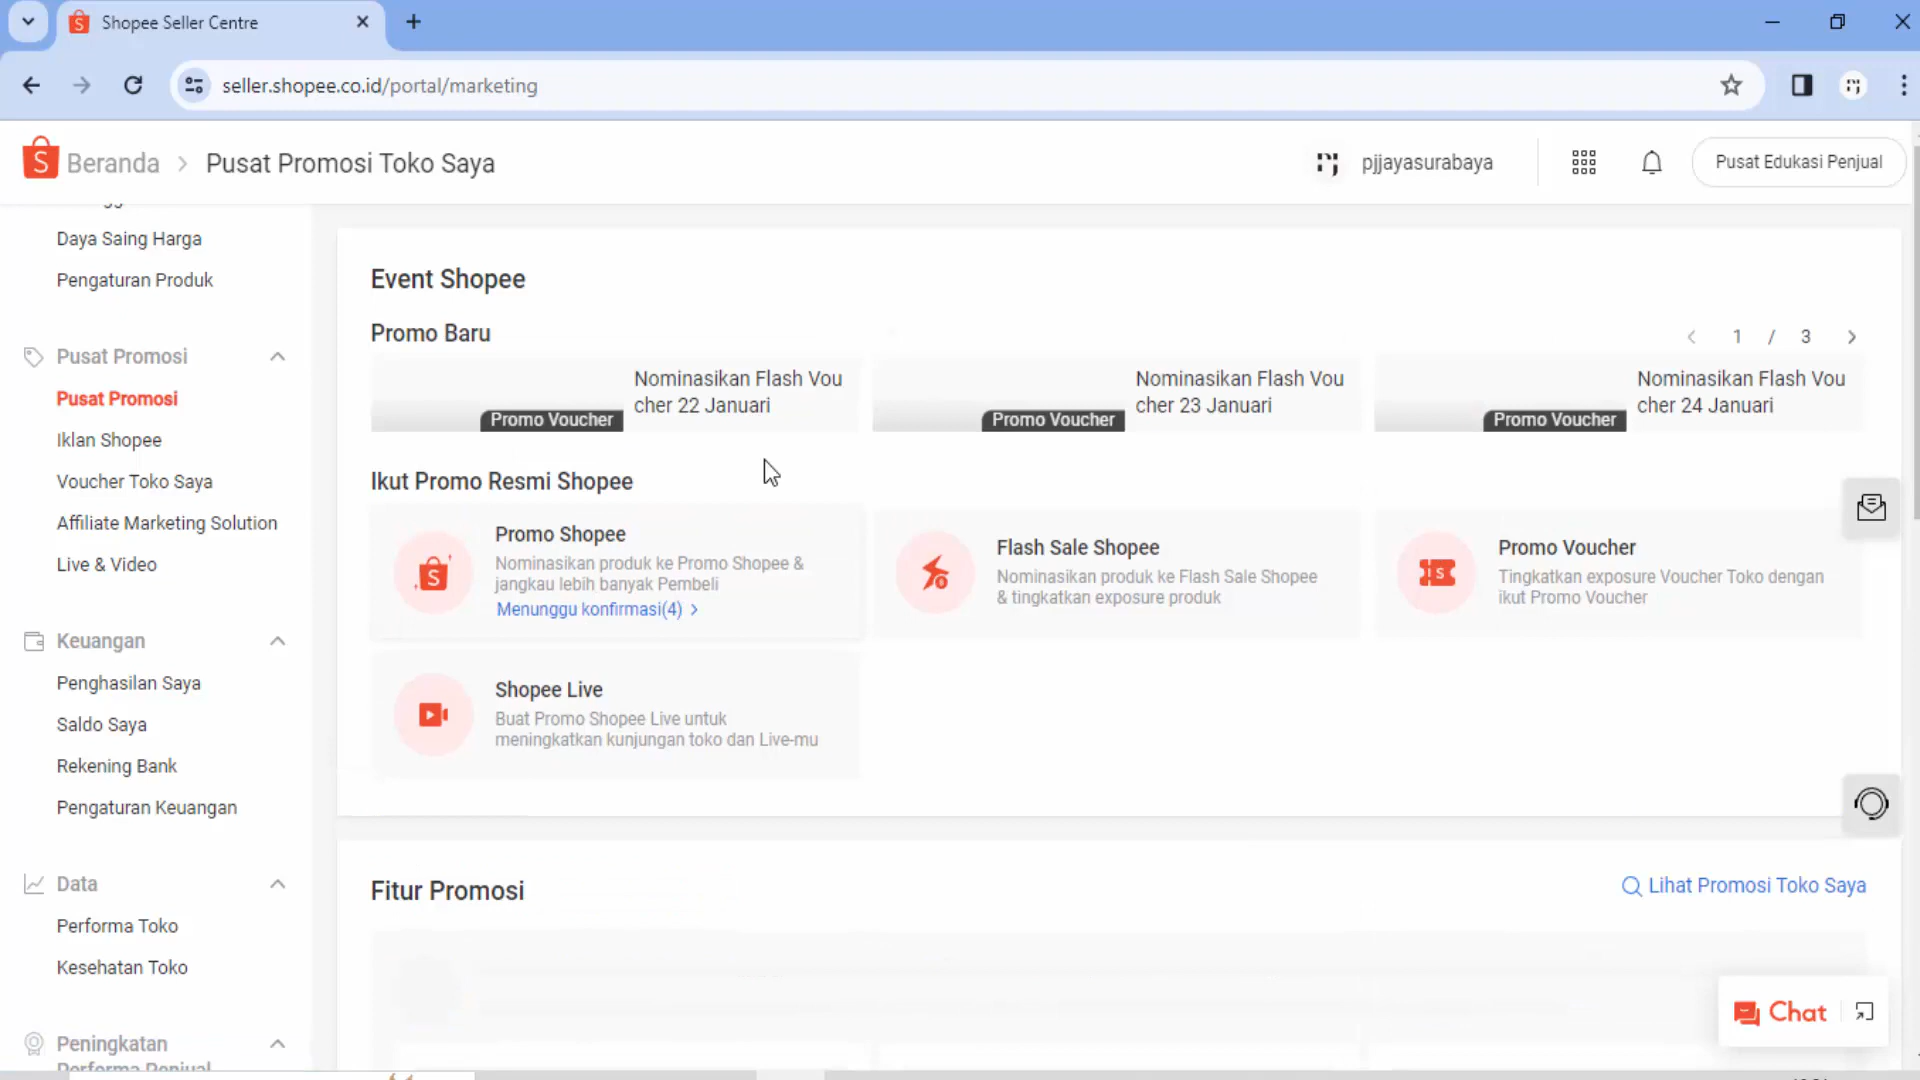 Shopee Seller Centre
seller.shopee.co.id/portal/marketing
Beranda > Pusat Promosi Toko Saya
pjjayasurabaya
Pusat Edukasi Penjual
Daya Saing Harga
Pengaturan Produk
Pusat Promosi
Pusat Promosi
Iklan Shopee
Voucher Toko Saya
Affiliate Marketing Solution
Live & Video
Keuangan
Penghasilan Saya
Saldo Saya
Rekening Bank
Pengaturan Keuangan
Data
Performa Toko
Kesehatan Toko
Peningkatan
Performa Penjual
Event Shopee
Promo Baru
1 / 3
Promo Voucher
Nominasikan Flash Vou
cher 22 Januari
Promo Voucher
Nominasikan Flash Vou
cher 23 Januari
Promo Voucher
Nominasikan Flash Vou
cher 24 Januari
Ikut Promo Resmi Shopee
Promo Shopee
Nominasikan produk ke Promo Shopee &
jangkau lebih banyak Pembeli
Menunggu konfirmasi(4) >
Flash Sale Shopee
Nominasikan produk ke Flash Sale Shopee
& tingkatkan exposure produk
Promo Voucher
Tingkatkan exposure Voucher Toko dengan
ikut Promo Voucher
Shopee Live
Buat Promo Shopee Live untuk
meningkatkan kunjungan toko dan Live-mu
Fitur Promosi
Lihat Promosi Toko Saya
Chat